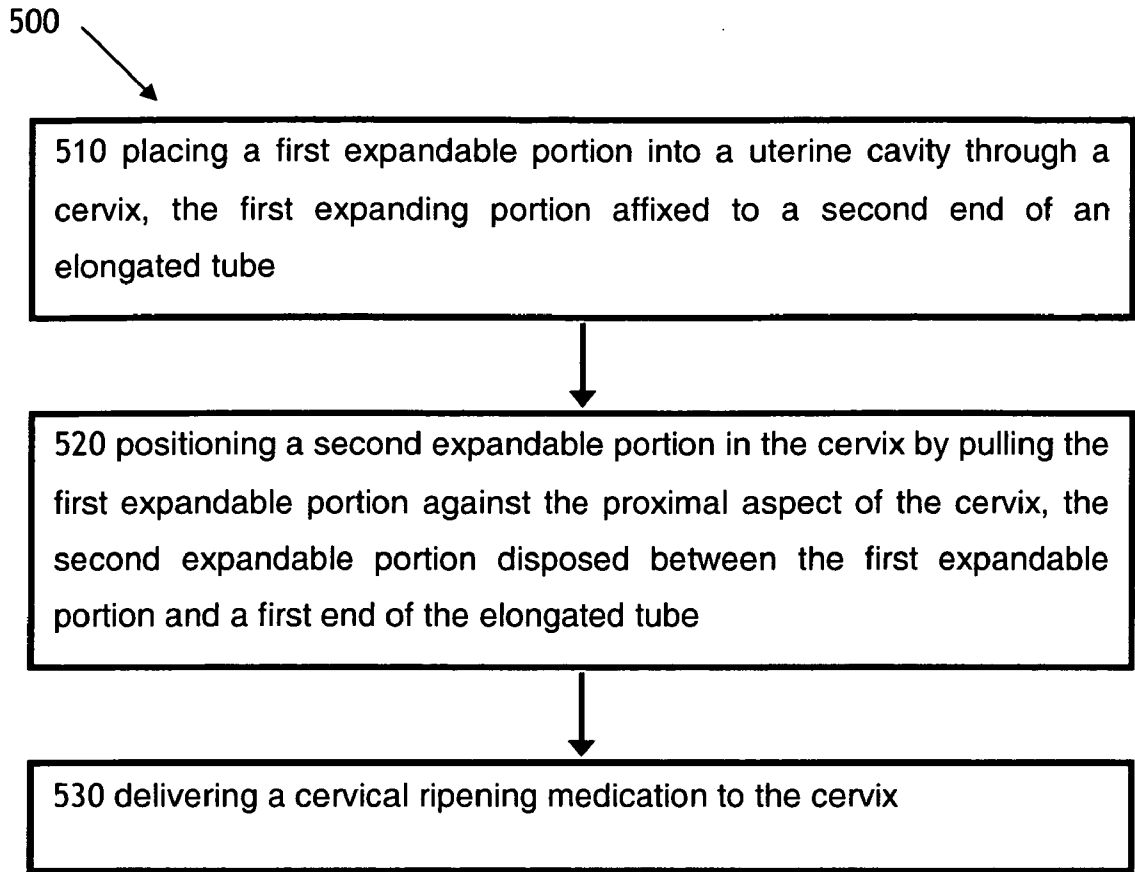 500
510 placing a first expandable portion into a uterine cavity through a
cervix, the first expanding portion affixed to a second end of an
elongated tube
520 positioning a second expandable portion in the cervix by pulling the
first expandable portion against the proximal aspect of the cervix, the
second expandable portion disposed between the first expandable
portion and a first end of the elongated tube
530 delivering a cervical ripening medication to the cervix